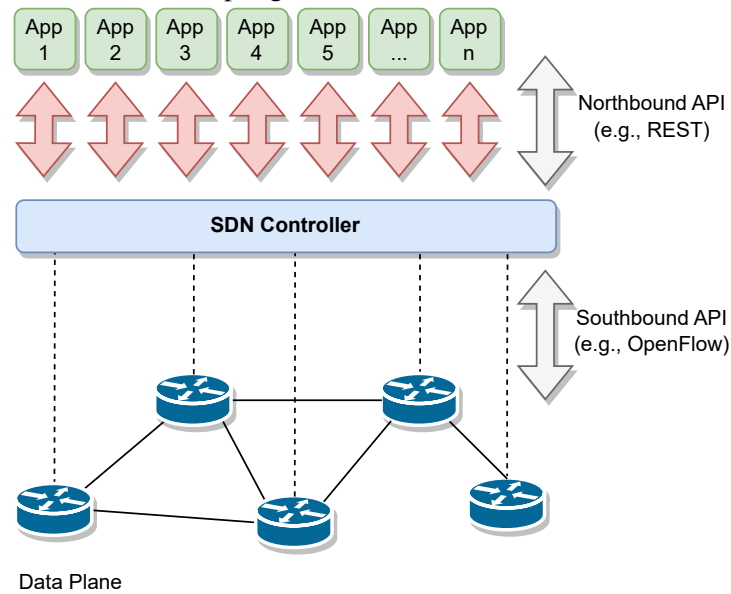 App
1
App
2
App
3
App
4
App
5
App
...
App
n
Northbound API
(e.g., REST)
SDN Controller
Southbound API
(e.g., OpenFlow)
Data Plane